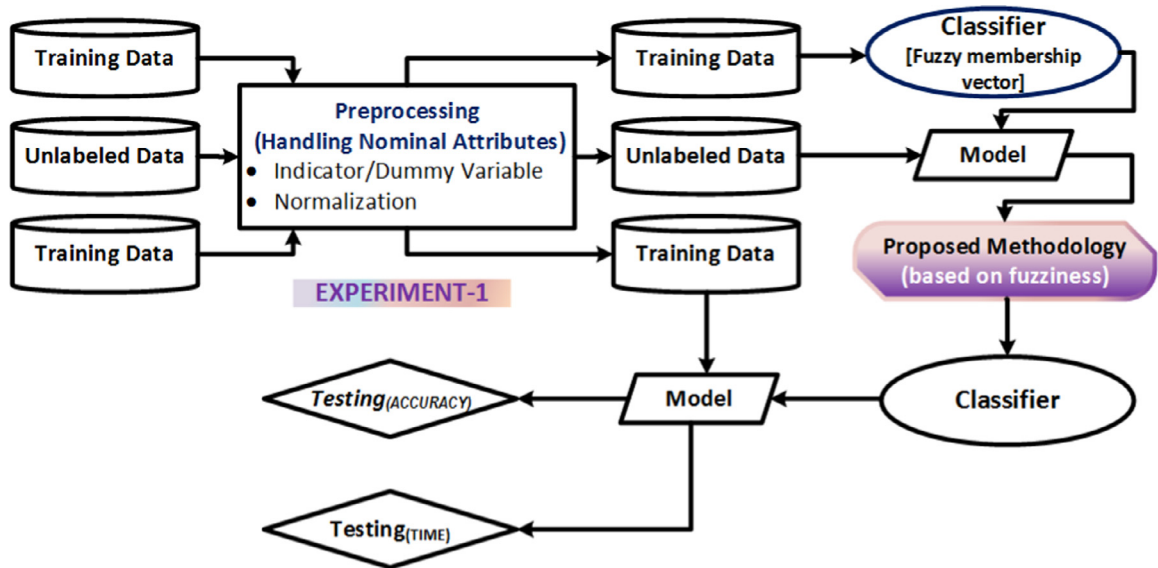 Training Data
Unlabeled Data
Training Data
Preprocessing
(Handling Nominal Attributes)
• Indicator/Dummy Variable
• Normalization
EXPERIMENT-1
Training Data
Unlabeled Data
Training Data
Classifier
[Fuzzy membership
vector]
Model
Proposed Methodology
(based on fuzziness)
Classifier
Model
Testing(ACCURACY)
Testing(TIME)